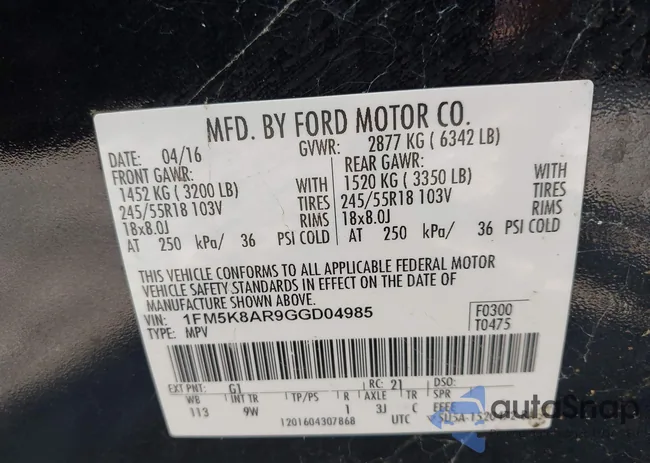 MFD. BY FORD MOTOR CO.
DATE: 04/16 GVWR: 2877 KG ( 6342 LB)
FRONT GAWR: REAR GAWR:
1452 KG ( 3200 LB) WITH 1520 KG ( 3350 LB) WITH
245/55R18 103V TIRES 245/55R18 103V TIRES
18x8.0J RIMS 18x8.0J RIMS
AT 250 kPa/ 36 PSI COLD AT 250 kPa/ 36 PSI COLD
THIS VEHICLE CONFORMS TO ALL APPLICABLE FEDERAL MOTOR
VEHICLE SAFETY STANDARDS IN EFFECT ON THE DATE OF
MANUFACTURE SHOWN ABOVE.
VIN: 1FM5K8AR9GGD04985 F0300
TYPE: MPV T0475
EXT PNT: G1 RC: 21 DSO:
WB INT TR TP/PS R AXLE TR SPR
113 9W 1 3J C EEEE
1201604307868 UTC
autoSnap